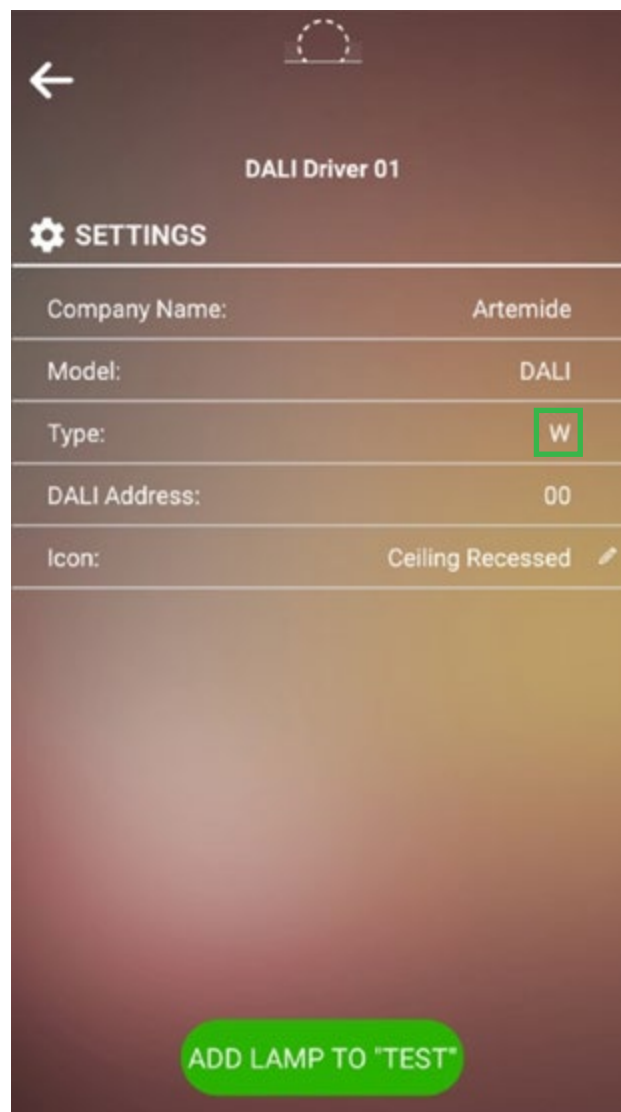 DALI Driver 01
SETTINGS
Company Name: Artemide
Model: DALI
Type: W
DALI Address: 00
Icon: Ceiling Recessed
ADD LAMP TO "TEST"